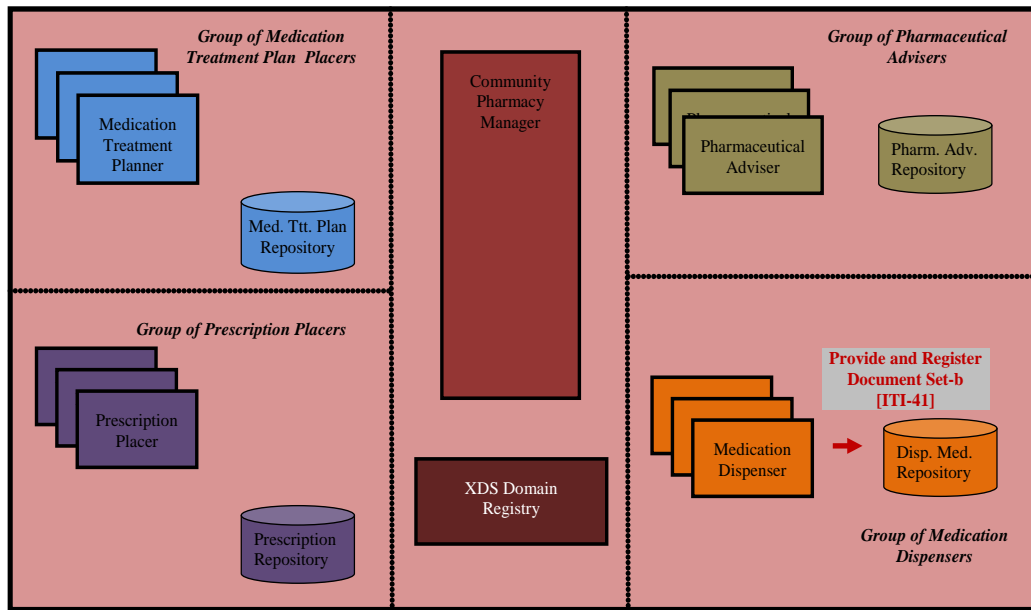 Group of Medication
Treatment Plan Placers
Medication
Treatment
Planner
Med. Ttt. Plan
Repository
Community
Pharmacy
Manager
Group of Pharmaceutical
Advisers
Pharmaceutical
Adviser
Pharm. Adv.
Repository
Group of Prescription Placers
Prescription
Placer
Prescription
Repository
XDS Domain
Registry
Provide and Register
Document Set-b
[ITI-41]
Medication
Dispenser
Disp. Med.
Repository
Group of Medication
Dispensers